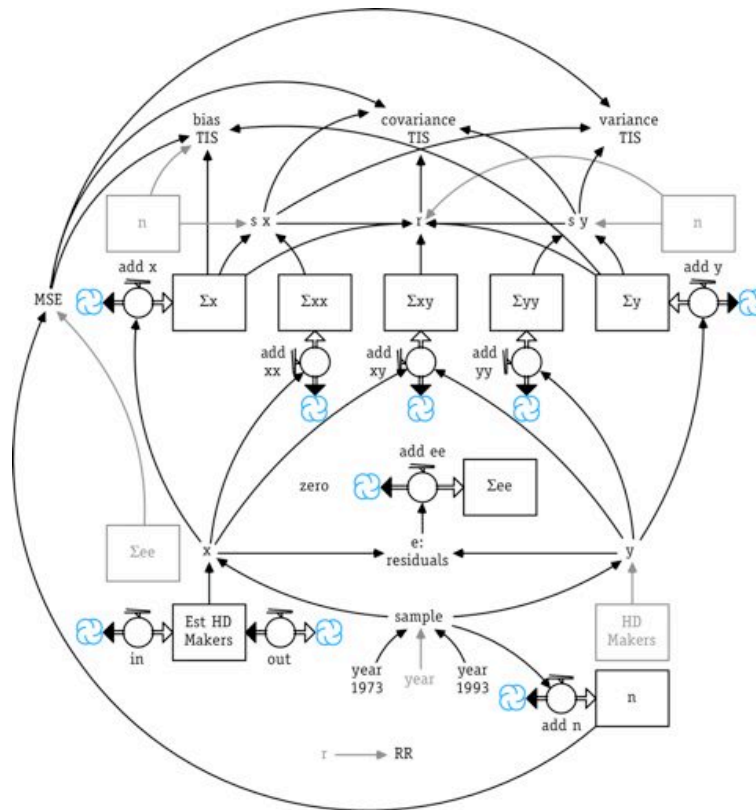 bias
TIS
covariance
TIS
variance
TIS
n
s x
r
s y
n
add x
add y
MSE
Σx
Σxx
Σxy
Σyy
Σy
add
xx
add
xy
add
yy
add ee
zero
Σee
Σee
x
e:
residuals
y
Est HD
Makers
sample
HD
Makers
in
out
year
1973
year
year
1993
n
add n
r
RR